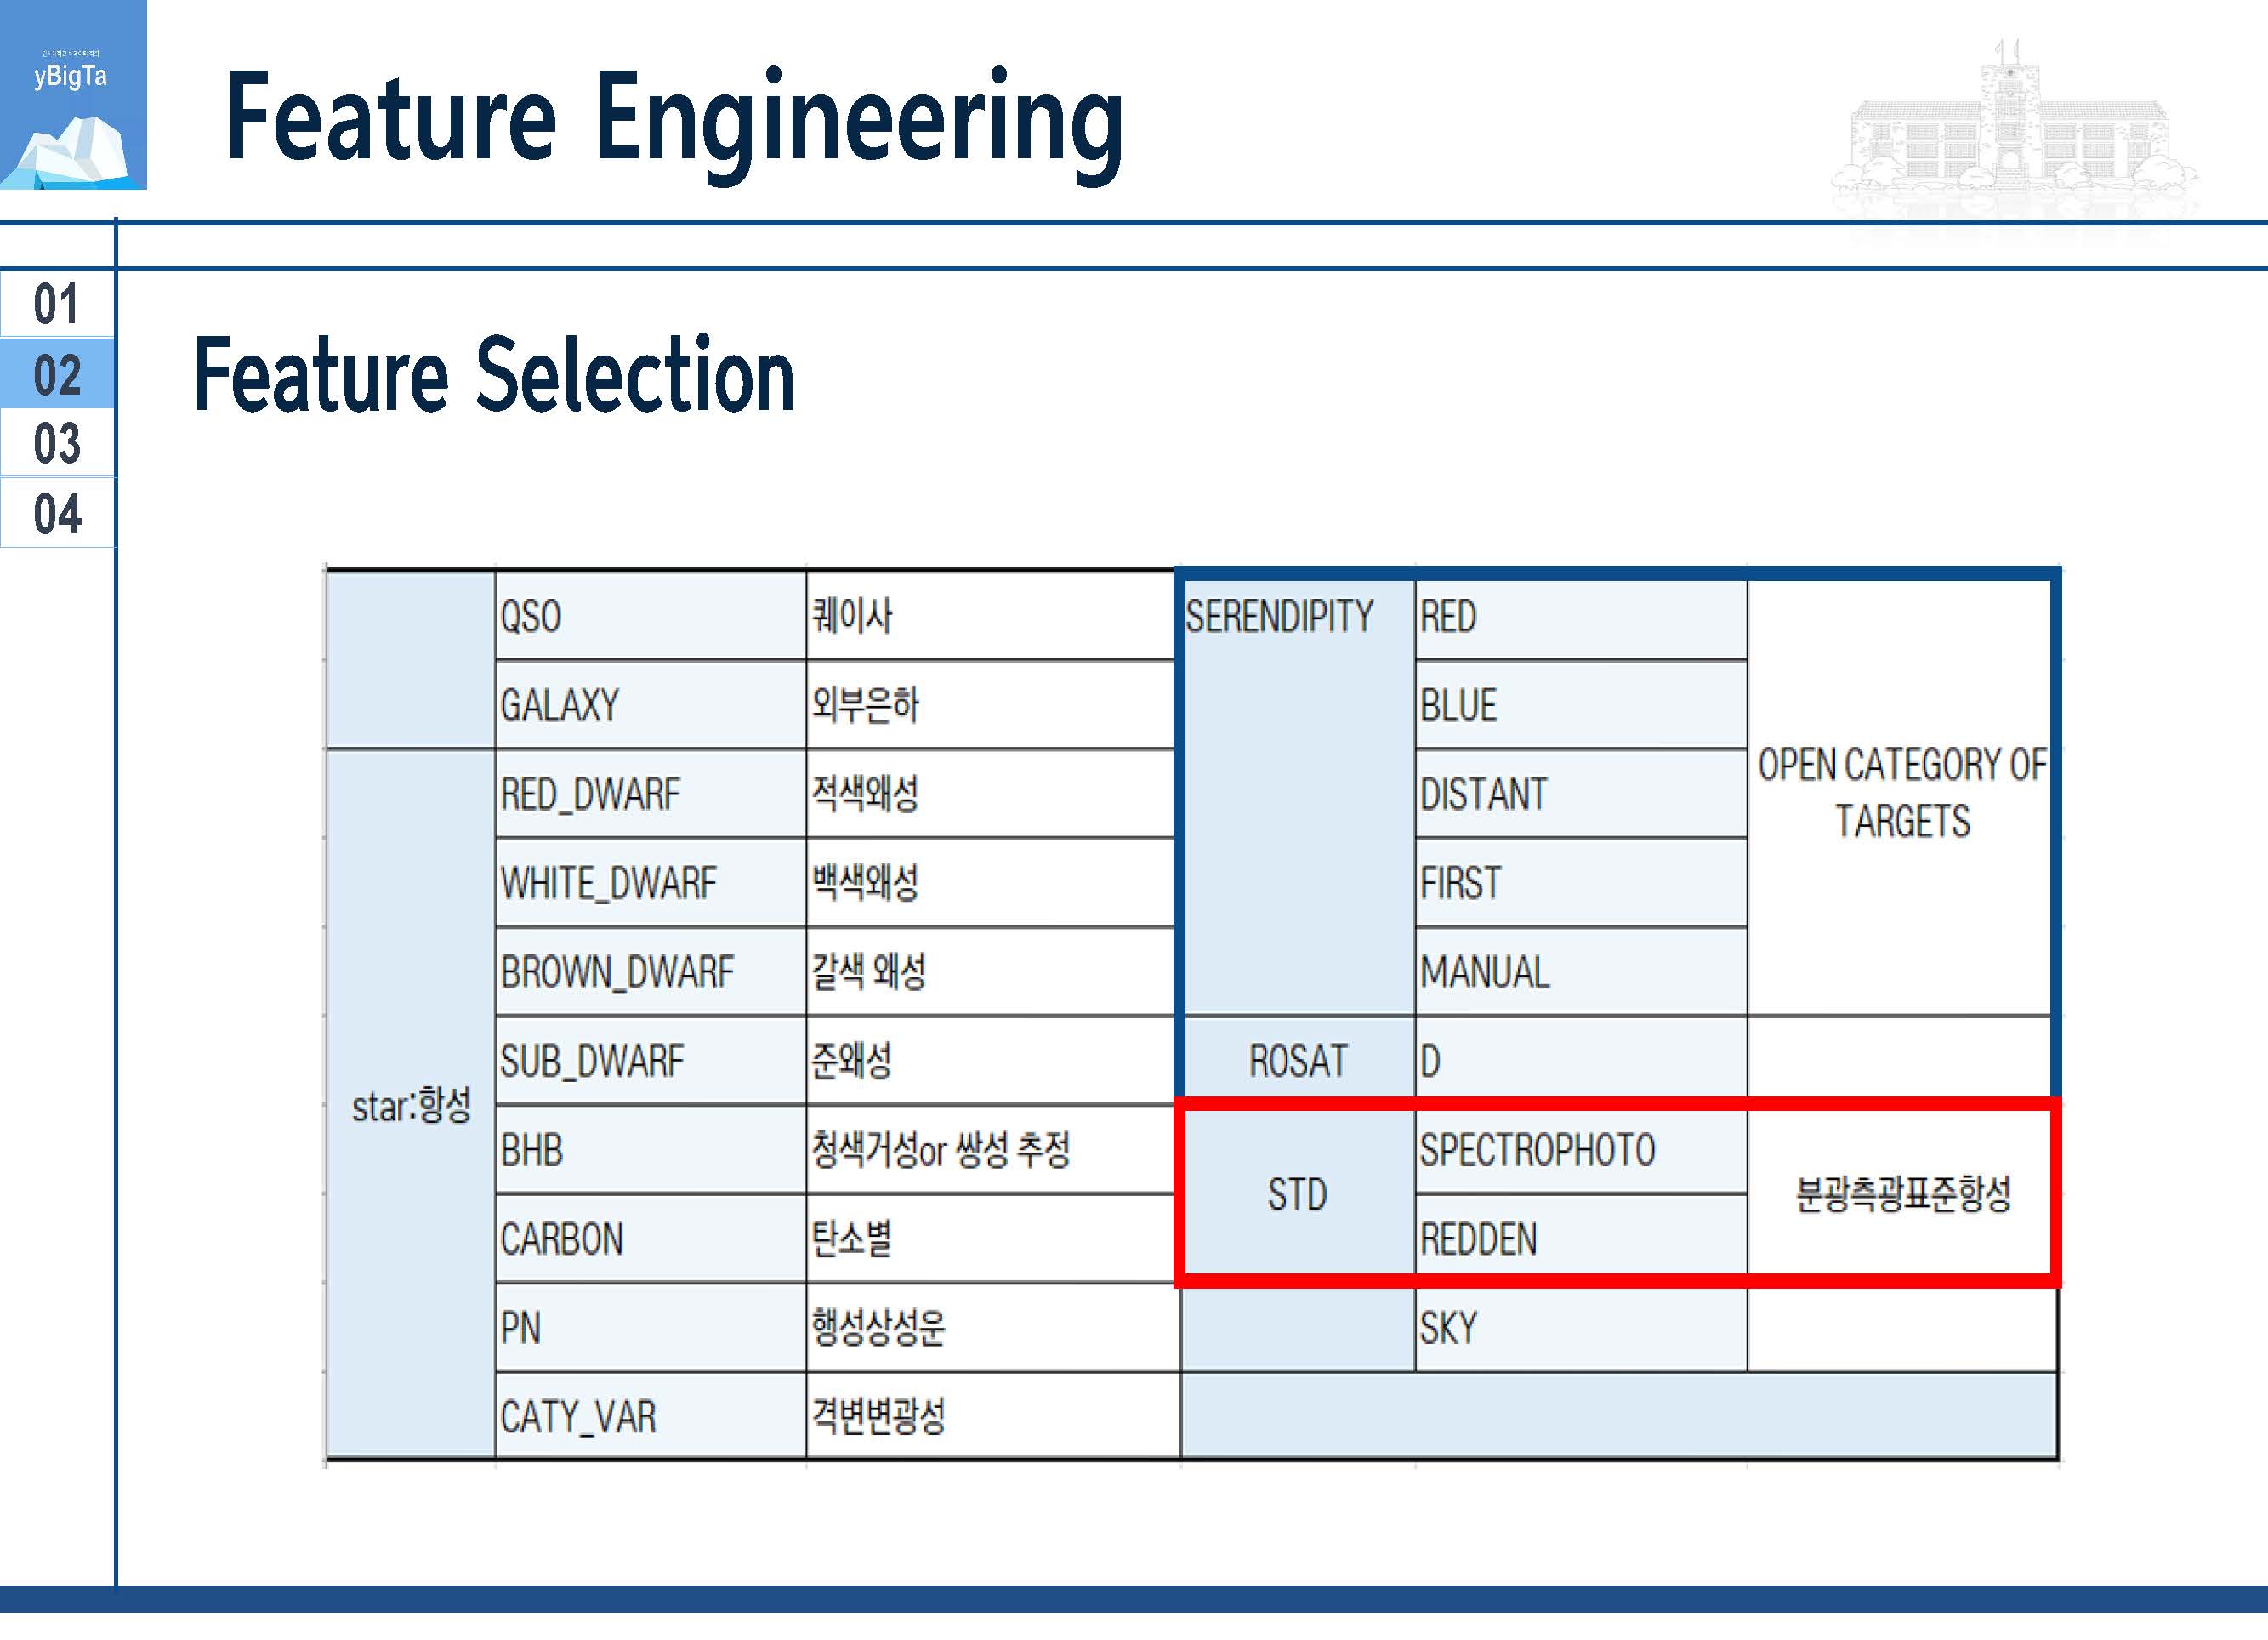 yBigTa
Feature Engineering
01
02
03
04
Feature Selection
QSO 퀘이사 SERENDIPITY RED
GALAXY 외부은하 BLUE
RED_DWARF 적색왜성 DISTANT
OPEN CATEGORY OF
TARGETS
WHITE_DWARF 백색왜성 FIRST
BROWN_DWARF 갈색 왜성 MANUAL
SUB_DWARF 준왜성 ROSAT D
star:항성
BHB 청색거성or 쌍성 추정 SPECTROPHOTO
STD 분광측광표준항성
CARBON 탄소별 REDDEN
PN 행성상성운 SKY
CATY_VAR 격변변광성